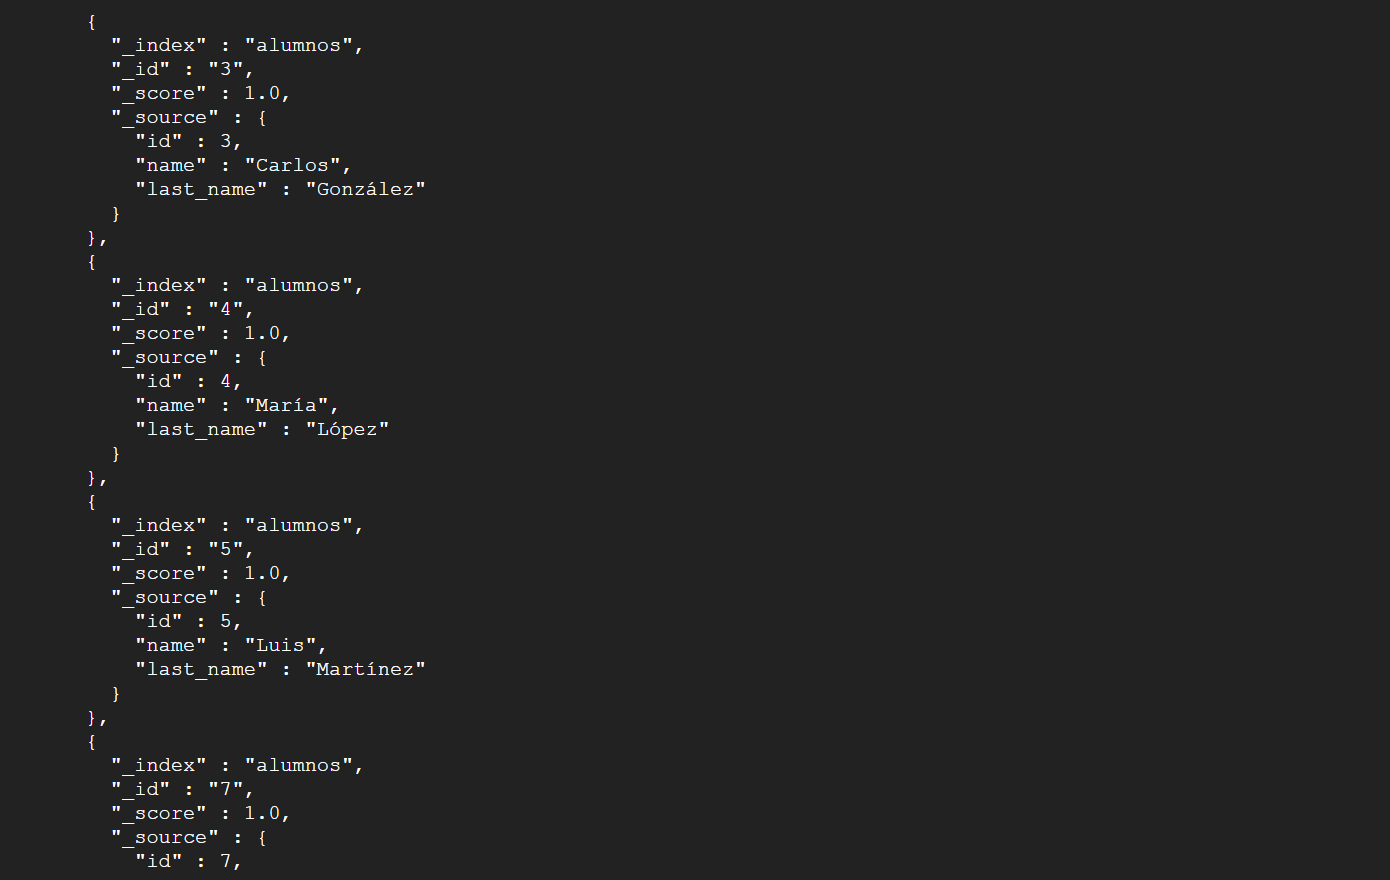 {
"_index" : "alumnos",
"_id" : "3",
"_score" : 1.0,
"_source" : {
"id" : 3,
"name" : "Carlos",
"last_name" : "González"
}
},
{
"_index" : "alumnos",
"_id" : "4",
"_score" : 1.0,
"_source" : {
"id" : 4,
"name" : "María",
"last_name" : "López"
}
},
{
"_index" : "alumnos",
"_id" : "5",
"_score" : 1.0,
"_source" : {
"id" : 5,
"name" : "Luis",
"last_name" : "Martínez"
}
},
{
"_index" : "alumnos",
"_id" : "7",
"_score" : 1.0,
"_source" : {
"id" : 7,